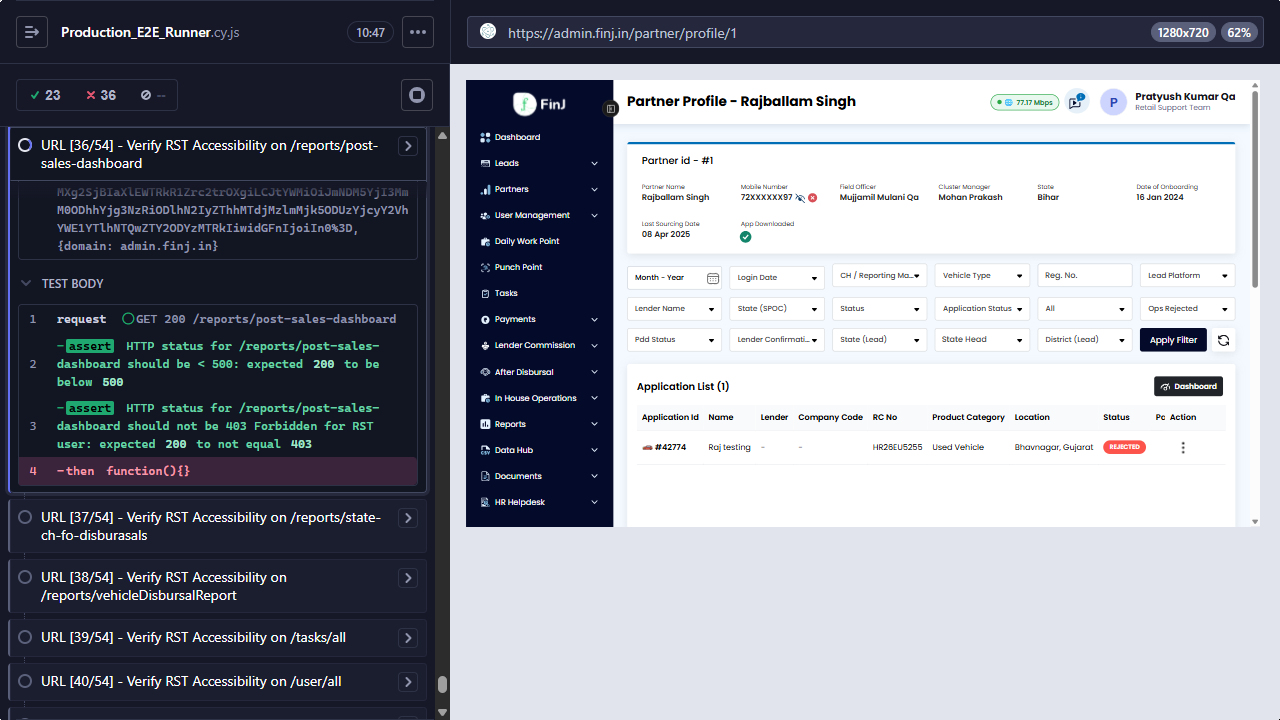 Production_E2E_Runner.cy.js
10:47
https://admin.finj.in/partner/profile/1
1280x720
62%
23
36
--
URL [36/54] - Verify RST Accessibility on /reports/post-
sales-dashboard
M0ODhhYjg3NzRiODlhN2IyZThhMTdjMzlmMjk5ODUzYjcyY2Vh
YWE1YTlhNTQwZTY2ODYzMTRkIiwidGFnIjoiIn0%3D,
{domain: admin.finj.in}
TEST BODY
1 request GET 200 /reports/post-sales-dashboard
2 -assert HTTP status for /reports/post-sales-
dashboard should be < 500: expected 200 to be
below 500
3 -assert HTTP status for /reports/post-sales-
dashboard should not be 403 Forbidden for RST
user: expected 200 to not equal 403
4 -then function(){}
URL [37/54] - Verify RST Accessibility on /reports/state-
ch-fo-disburasals
URL [38/54] - Verify RST Accessibility on
/reports/vehicleDisbursalReport
URL [39/54] - Verify RST Accessibility on /tasks/all
URL [40/54] - Verify RST Accessibility on /user/all
FinJ
Dashboard
Leads
Partners
User Management
Daily Work Point
Punch Point
Tasks
Payments
Lender Commission
After Disbursal
In House Operations
Reports
Data Hub
Documents
HR Helpdesk
Partner Profile - Rajballam Singh
77.17 Mbps
P
Pratyush Kumar Qa
Retail Support Team
Partner id - #1
Partner Name Mobile Number Field Officer Cluster Manager State Date of Onboarding
Rajballam Singh 72XXXXXX97 Mujjamil Mulani Qa Mohan Prakash Bihar 16 Jan 2024
Last Sourcing Date App Downloaded
08 Apr 2025
Month - Year Login Date CH / Reporting Ma... Vehicle Type Reg. No. Lead Platform
Lender Name State (SPOC) Status Application Status All Ops Rejected
Pdd Status Lender Confirmati... State (Lead) State Head District (Lead) Apply Filter
Application List (1)
Dashboard
Application Id Name Lender Company Code RC No Product Category Location Status Pc Action
#42774 Raj testing - - HR26EU5255 Used Vehicle Bhavnagar, Gujarat REJECTED